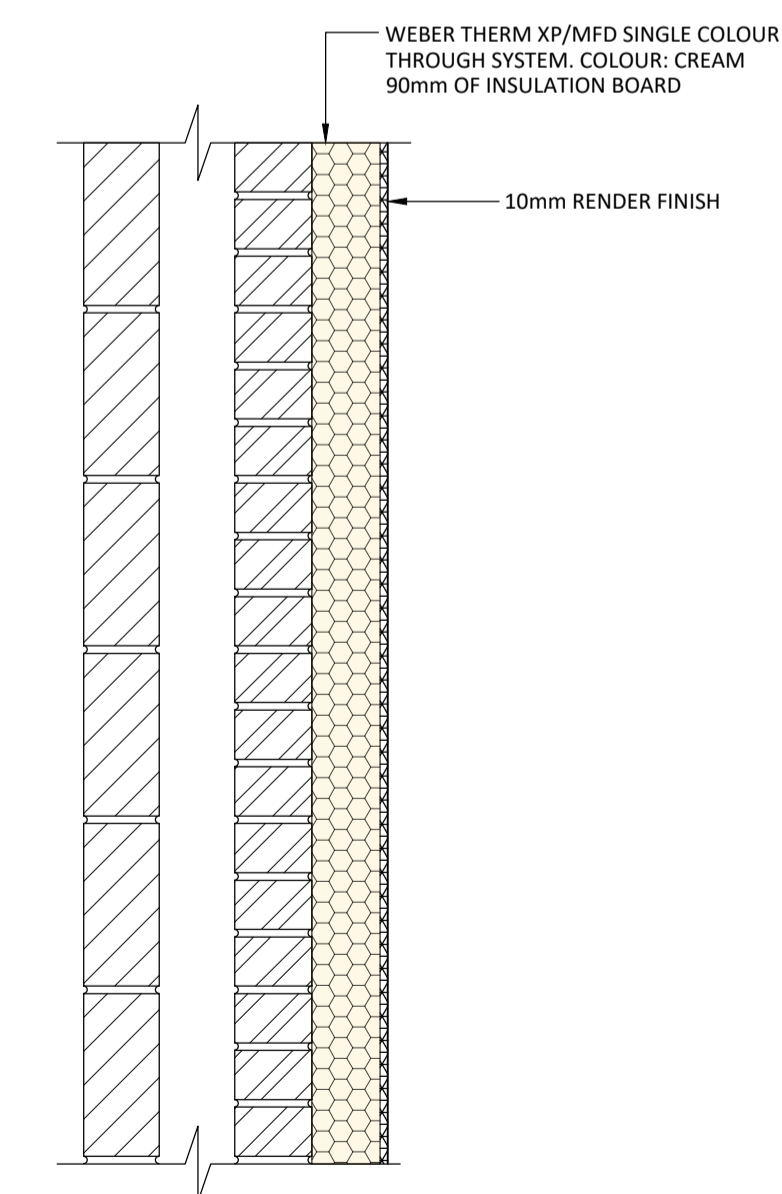 WEBER THERM XP/MFD SINGLE COLOUR
THROUGH SYSTEM. COLOUR: CREAM
90mm OF INSULATION BOARD
10mm RENDER FINISH